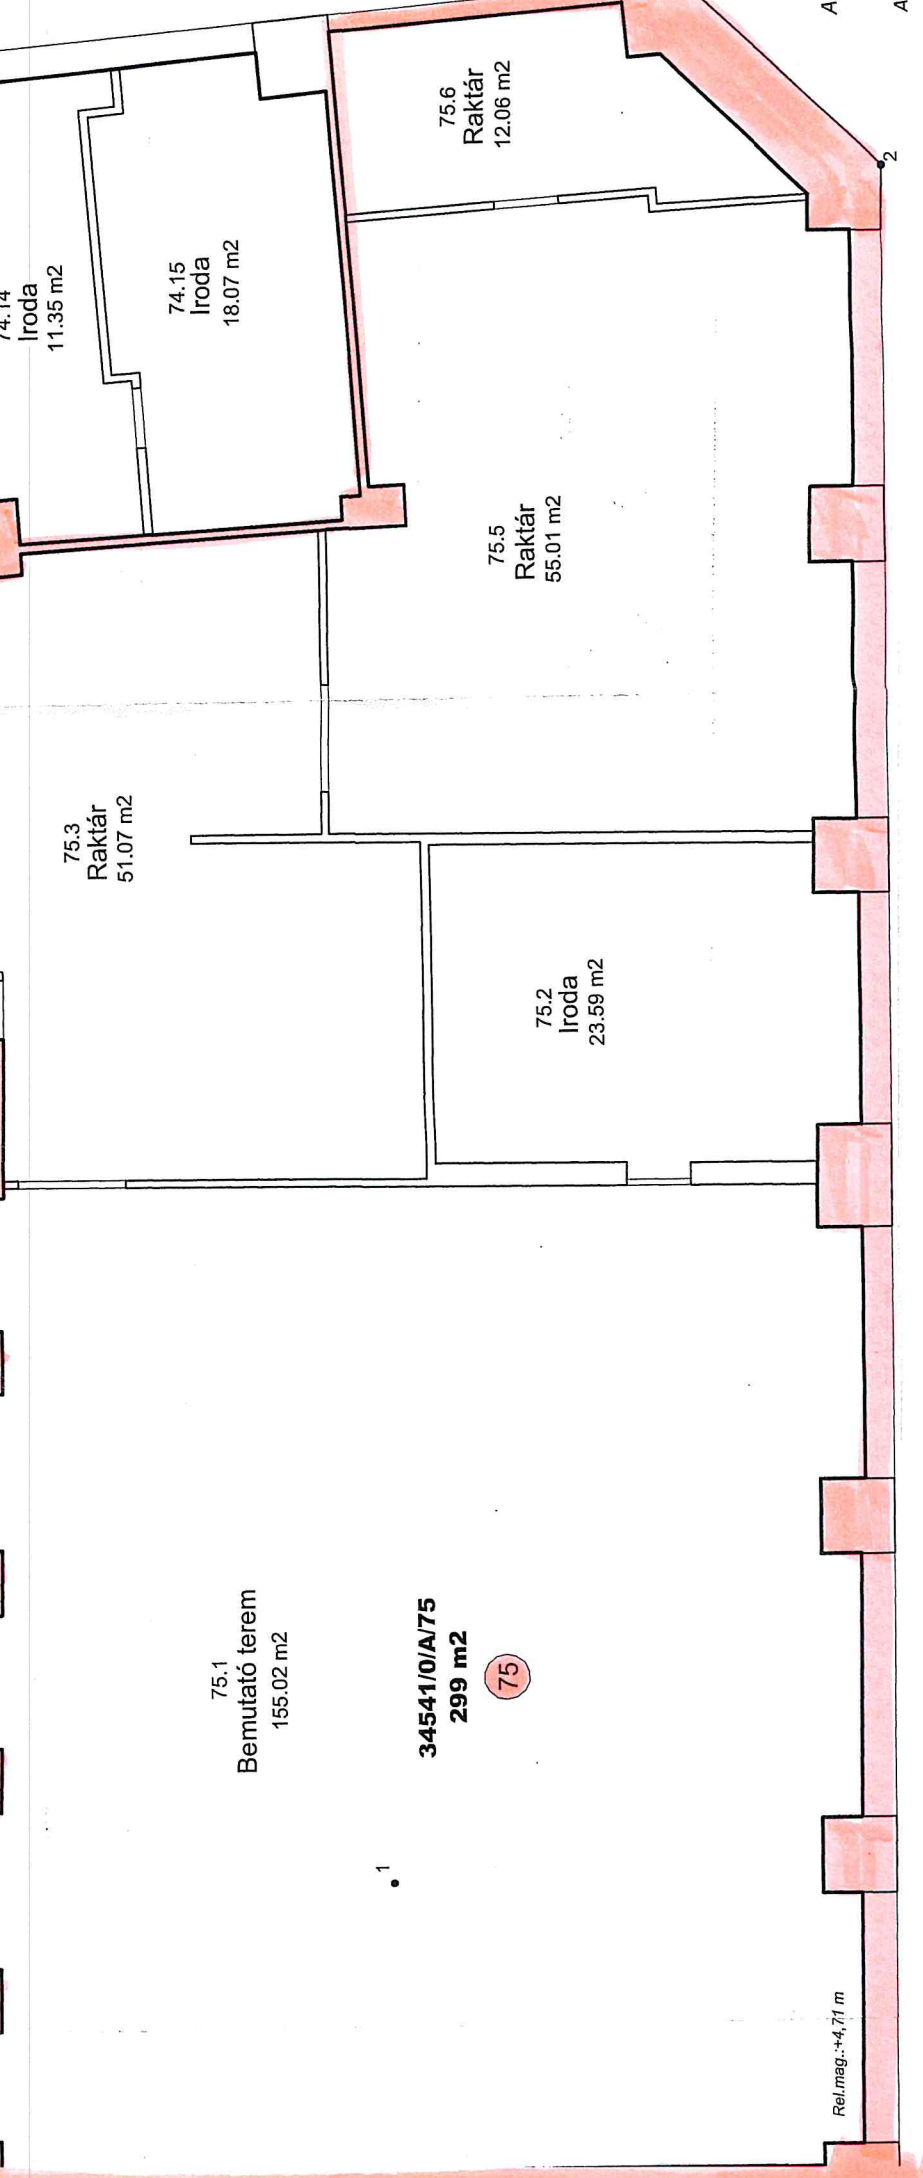 74.14
Iroda
11.35 m2
74.15
Iroda
18.07 m2
75.6
Raktár
12.06 m2
A
A
2
75.5
Raktár
55.01 m2
75.3
Raktár
51.07 m2
75.2
Iroda
23.59 m2
75.1
Bemutató terem
155.02 m2
34541/0/A/75
299 m2
75
1
Rel.mag.:+4,71 m